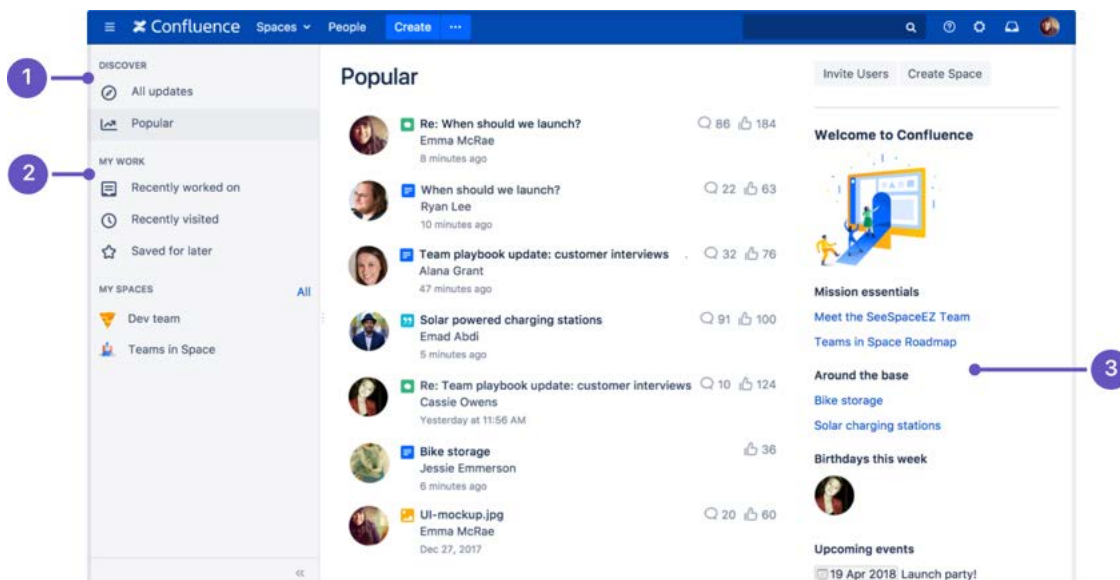 Confluence Spaces People Create ...
1
DISCOVER
All updates
Popular
2
MY WORK
Recently worked on
Recently visited
Saved for later
MY SPACES All
Dev team
Teams in Space
Popular
Re: When should we launch? 86 184
Emma McRae
8 minutes ago
When should we launch? 22 63
Ryan Lee
10 minutes ago
Team playbook update: customer interviews . 32 76
Alana Grant
47 minutes ago
Solar powered charging stations 91 100
Emad Abdi
5 minutes ago
Re: Team playbook update: customer interviews 10 124
Cassie Owens
Yesterday at 11:56 AM
Bike storage 36
Jessie Emmerson
6 minutes ago
UI-mockup.jpg 20 60
Emma McRae
Dec 27, 2017
Invite Users Create Space
Welcome to Confluence
Mission essentials
Meet the SeeSpaceEZ Team
Teams in Space Roadmap
3
Around the base
Bike storage
Solar charging stations
Birthdays this week
Upcoming events
19 Apr 2018 Launch party!